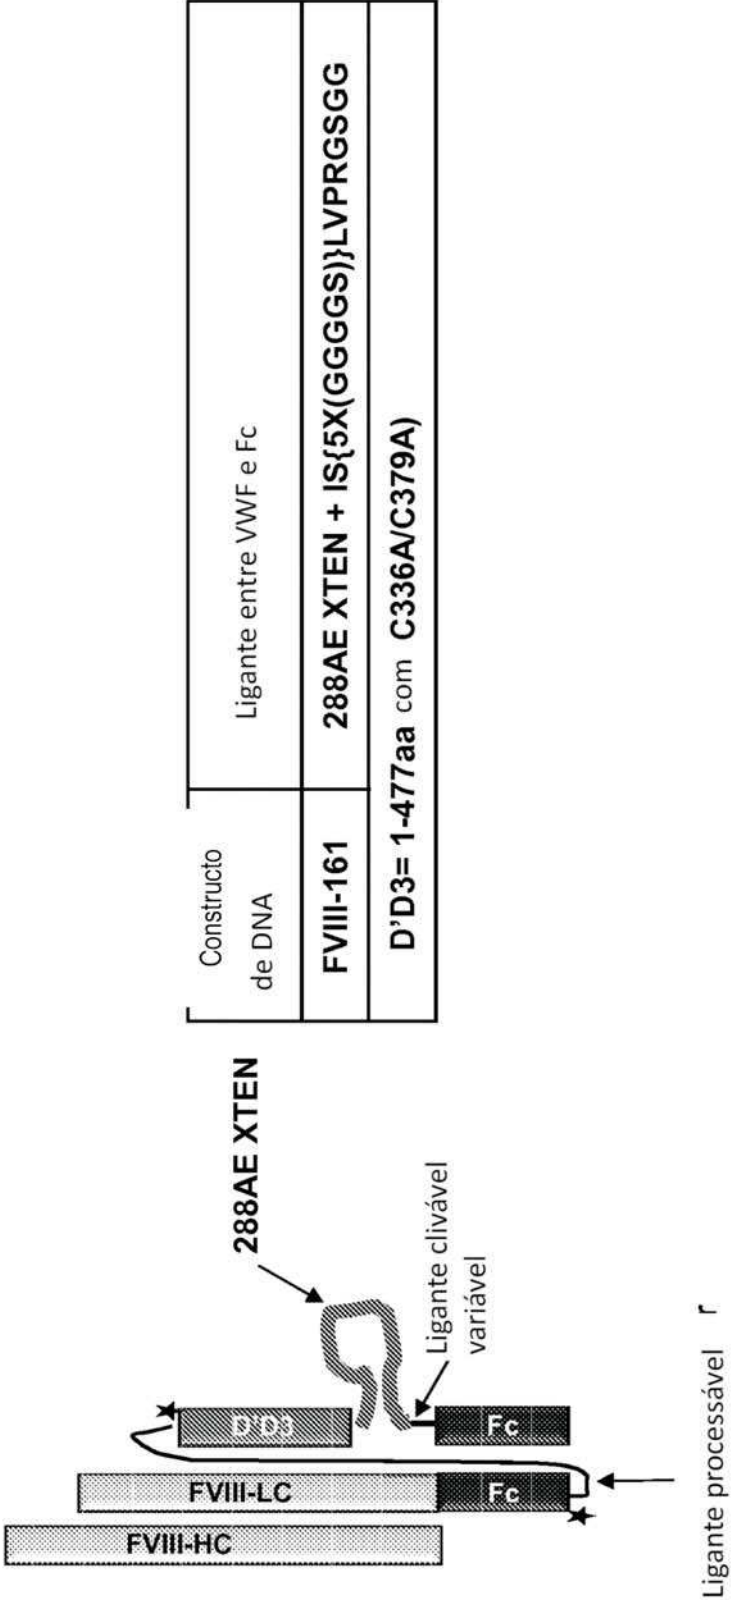 FVIII-HC
FVIII-LC
Fc
D'D3
Fc
288AE XTEN
Ligante clivável
variável
Ligante processável r
Constructo
de DNA
Ligante entre VWF e Fc
FVIII-161
288AE XTEN + IS{5X(GGGGS)}LVPRGSGG
D'D3= 1-477aa com C336A/C379A)